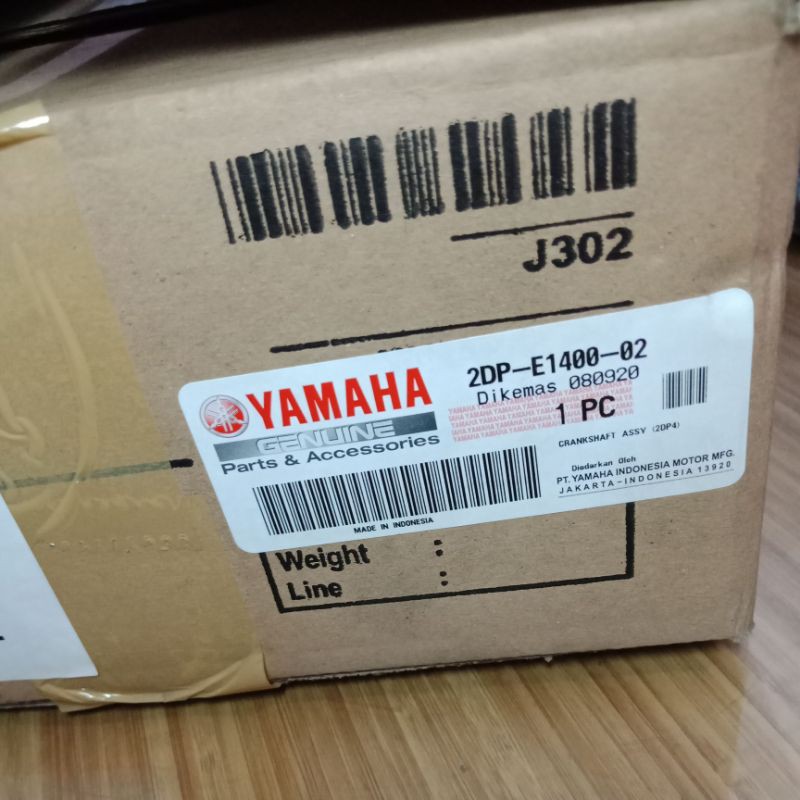 J302
YAMAHA
GENUINE
Parts & Accessories
MADE IN INDONESIA
2DP-E1400-02
Dikemas 080920
1 PC
CRANKSHAFT ASSY (2DP4)
Diedarkan Oleh
PT. YAMAHA INDONESIA MOTOR MFG.
JAKARTA-INDONESIA 13920
Weight :
Line :